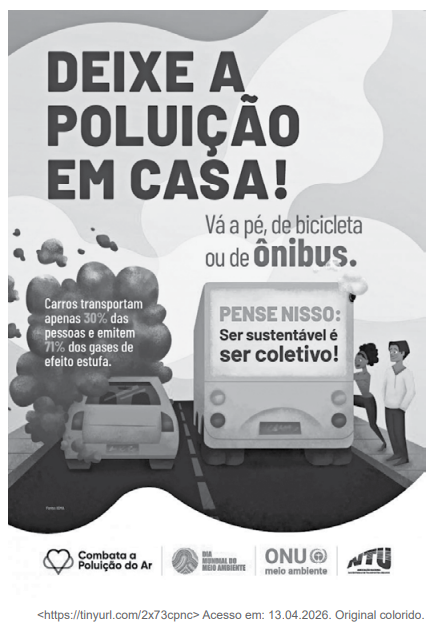 DEIXE A
POLUIÇÃO
EM CASA!
Vá a pé, de bicicleta
ou de ônibus.
Carros transportam
apenas 30% das
pessoas e emitem
71% dos gases de
efeito estufa.
PENSE NISSO:
Ser sustentável é
ser coletivo!
Combata a
Poluição do Ar
DIA
MUNDIAL DO
MEIO AMBIENTE
ONU
meio ambiente
NTU
<https://tinyurl.com/2x73cpnc> Acesso em: 13.04.2026. Original colorido.